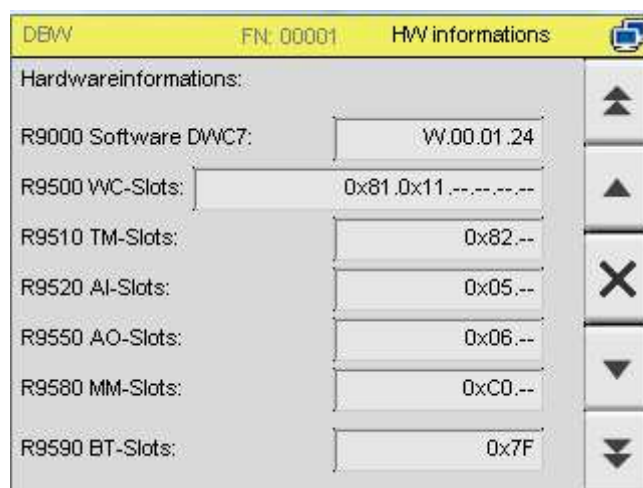 DBW FN: 00001 HW informations
Hardwareinformations:
R9000 Software DWC7: W.00.01.24
R9500 WC-Slots: 0x81.0x11.--.--.--.--
R9510 TM-Slots: 0x82.--
R9520 AI-Slots: 0x05.--
R9550 AO-Slots: 0x06.--
R9580 MM-Slots: 0xC0.--
R9590 BT-Slots: 0x7F